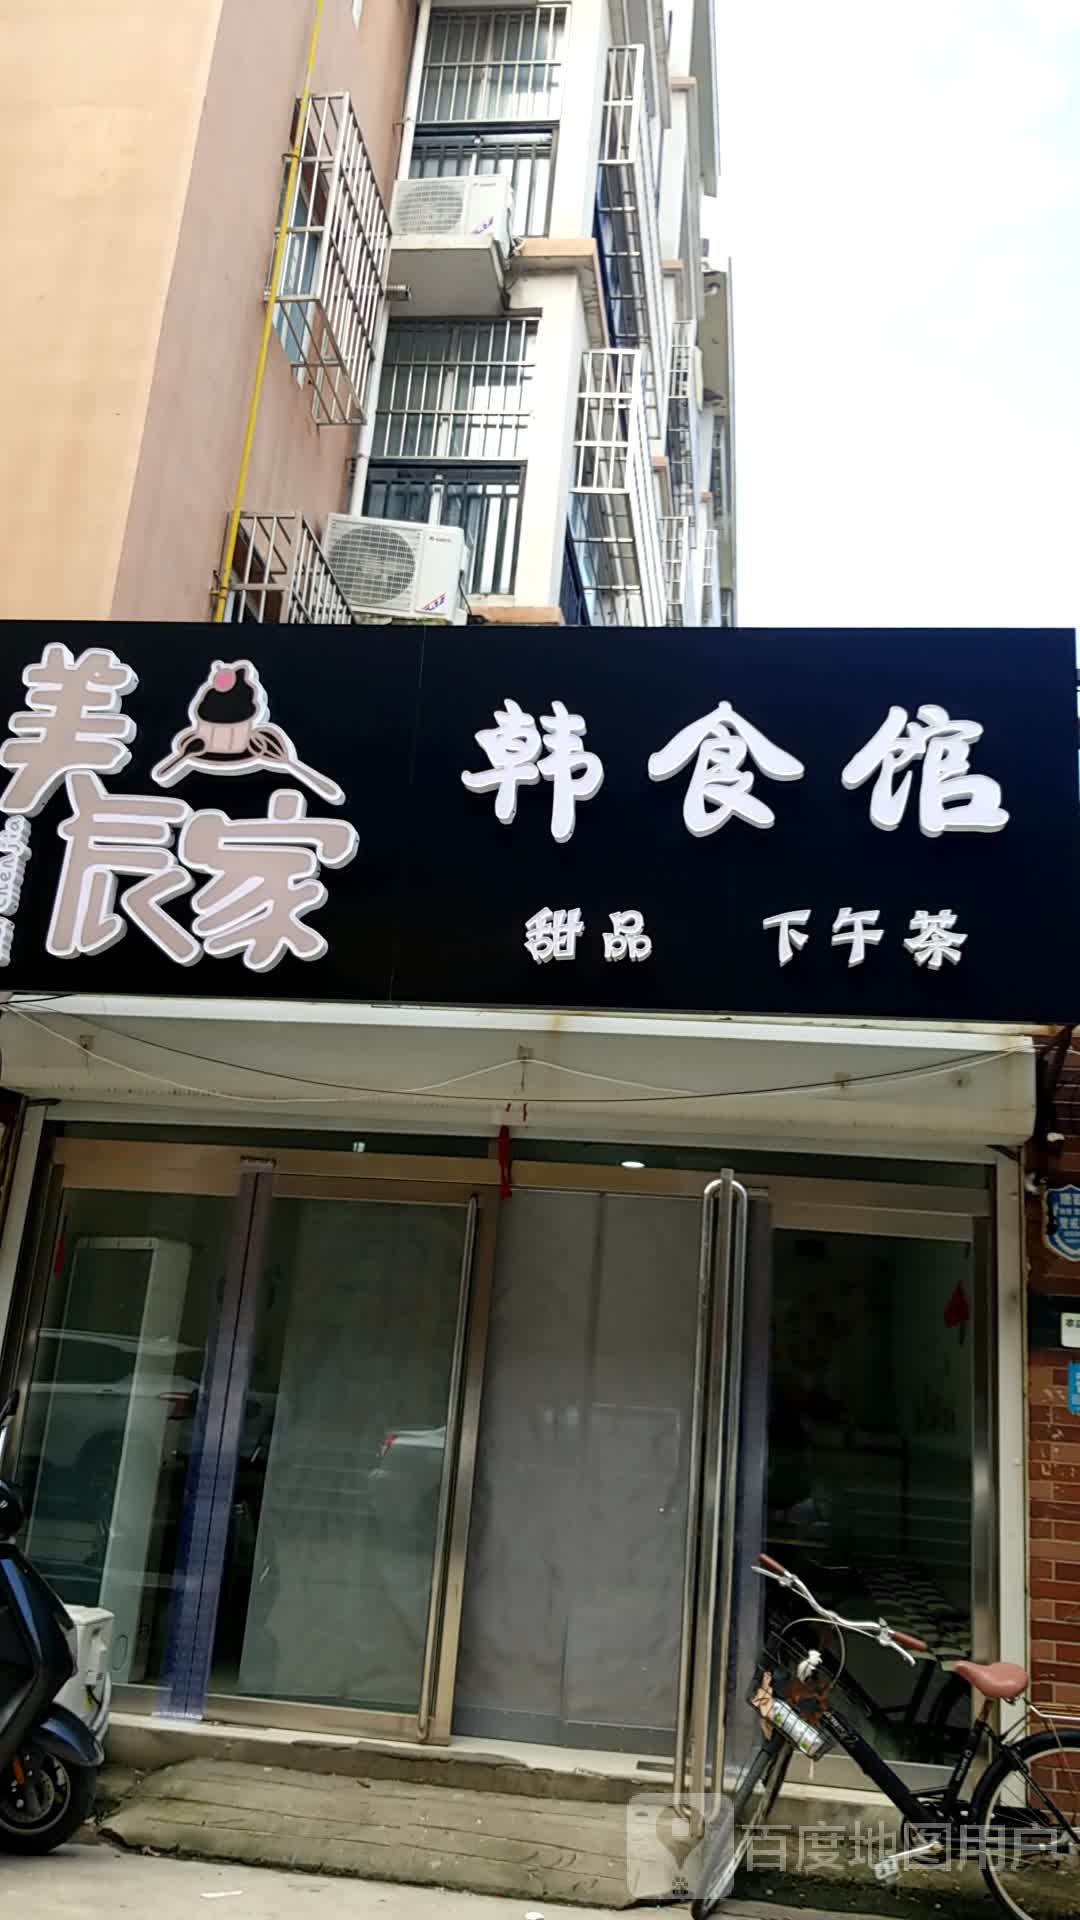 美
辰家
韩食馆
甜品 下午茶
百度地图用户